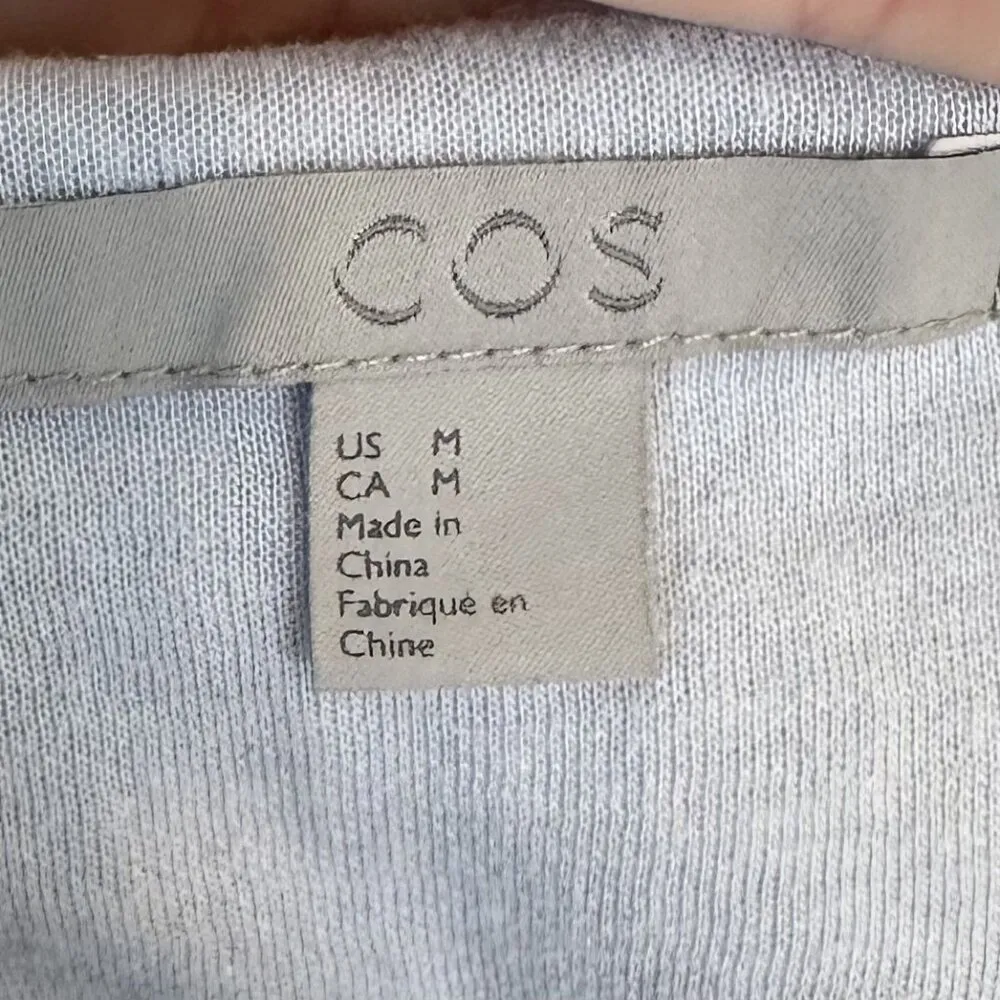 COS
US M
CA M
Made in
China
Fabrique en
Chine